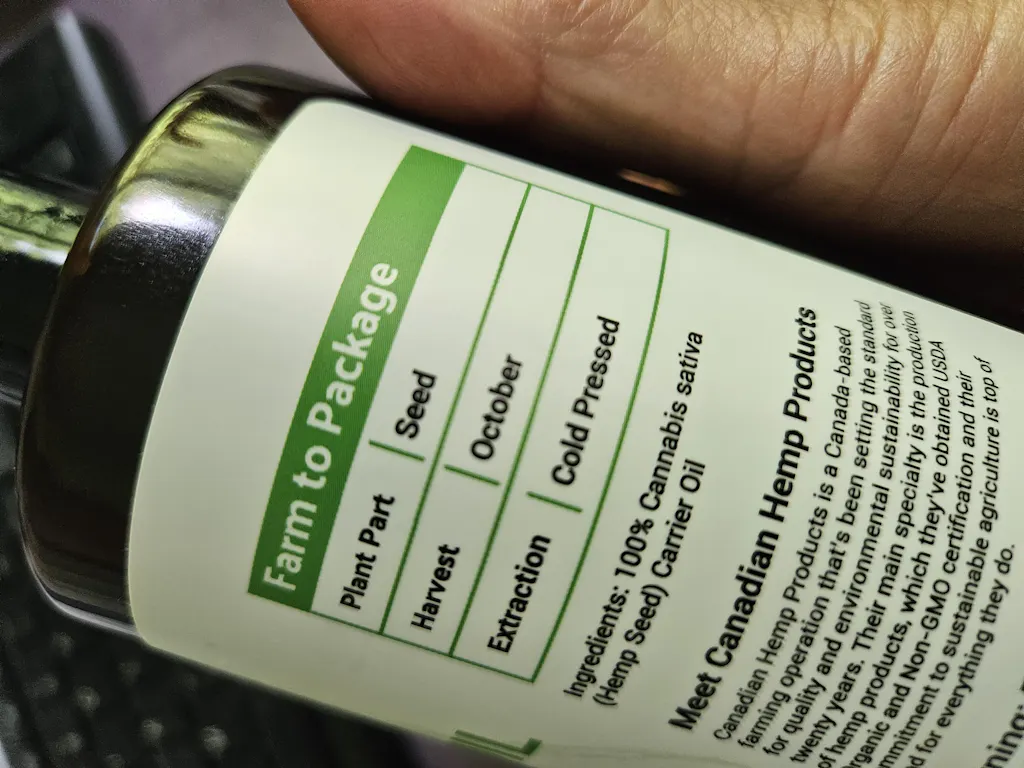 Farm to Package
Plant Part | Seed
Harvest | October
Extraction | Cold Pressed
Ingredients: 100% Cannabis sativa
(Hemp Seed) Carrier Oil
Meet Canadian Hemp Products
Canadian Hemp Products is a Canada-based
farming operation that's been setting the standard
for quality and environmental sustainability for over
twenty years. Their main specialty is the production
of hemp products, which they've obtained USDA
Organic and Non-GMO certification and their
mmitment to sustainable agriculture is top of
d for everything they do.